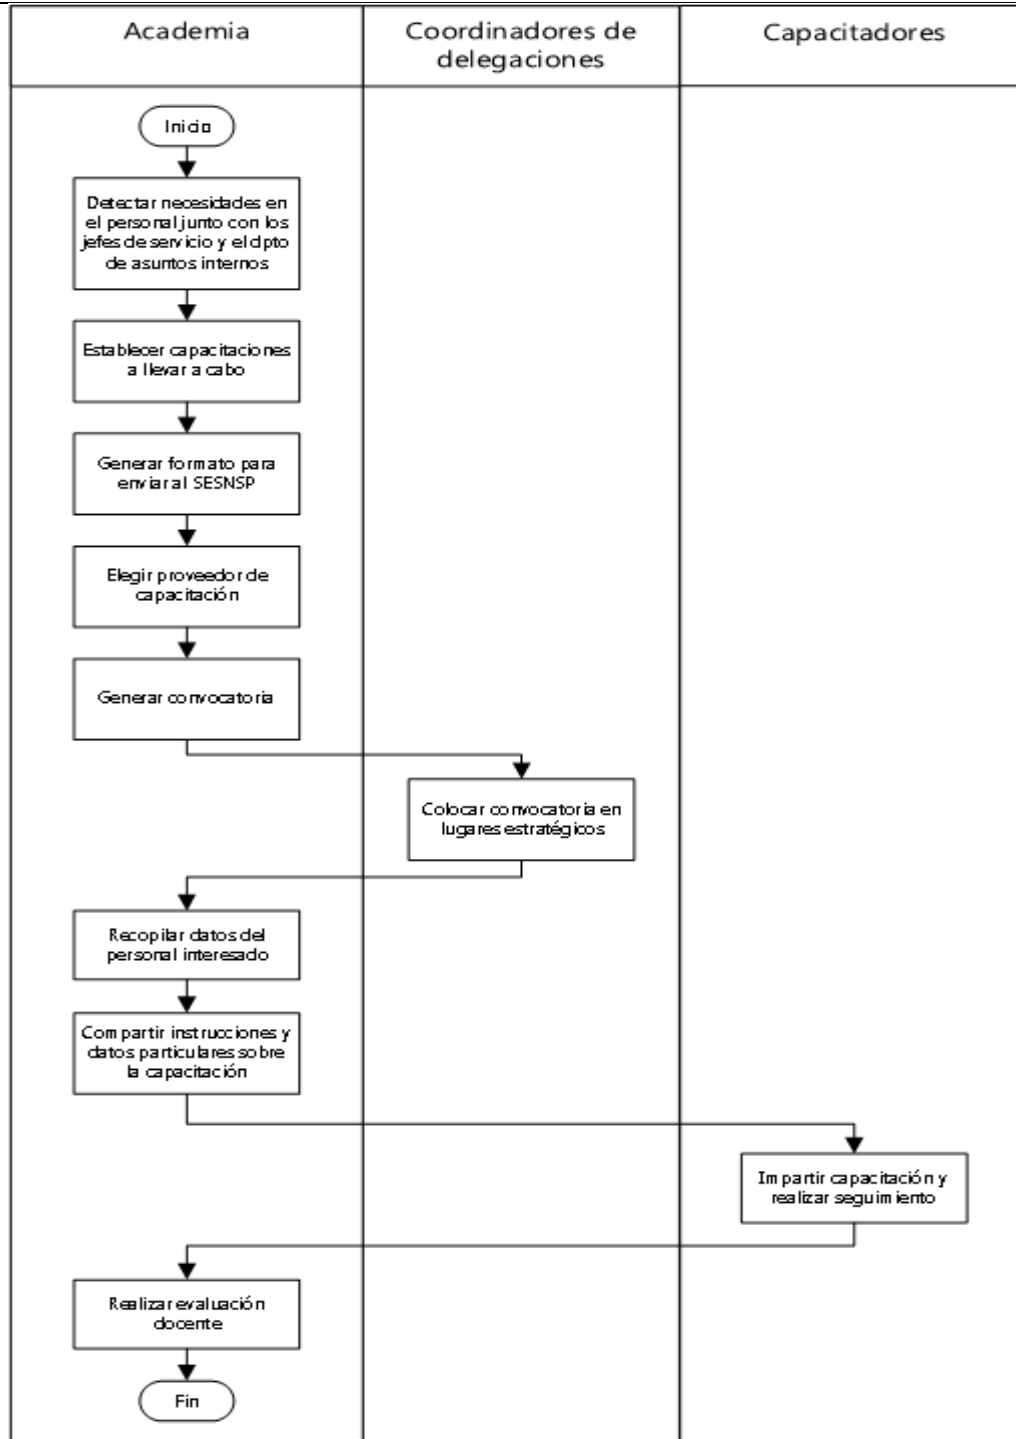 Academia
Coordinadores de
delegaciones
Capacitadores
Inicio
Detectar necesidades en
el personal junto con los
jefes de servicio y el dpto
de asuntos internos
Establecer capacitaciones
a llevar a cabo
Generar formato para
enviar al SESNSP
Elegir proveedor de
capacitación
Generar convocatoria
Colocar convocatoria en
lugares estratégicos
Recopilar datos del
personal interesado
Compartir instrucciones y
datos particulares sobre
la capacitación
Impartir capacitación y
realizar seguimiento
Realizar evaluación
docente
Fin